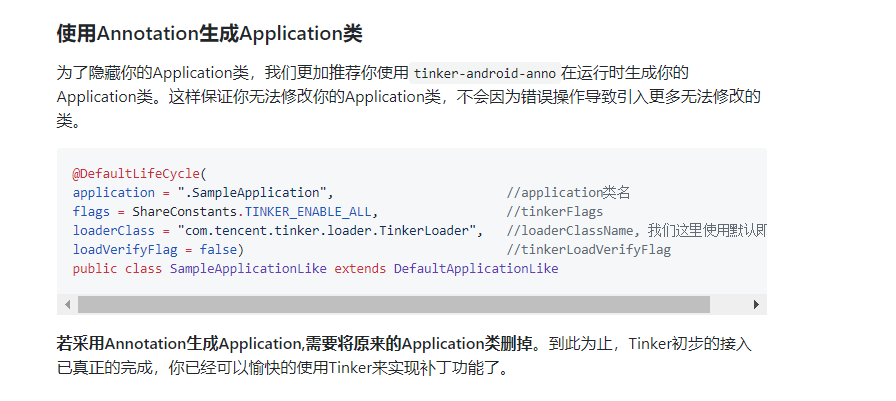 使用Annotation生成Application类
为了隐藏你的Application类，我们更加推荐你使用tinker-android-anno在运行时生成你的
Application类。这样保证你无法修改你的Application类，不会因为错误操作导致引入更多无法修改的
类。
@DefaultLifeCycle(
application = ".SampleApplication", //application类名
flags = ShareConstants.TINKER_ENABLE_ALL, //tinkerFlags
loaderClass = "com.tencent.tinker.loader.TinkerLoader", //loaderClassName, 我们这里使用默认即
loadVerifyFlag = false) //tinkerLoadVerifyFlag
public class SampleApplicationLike extends DefaultApplicationLike
若采用Annotation生成Application,需要将原来的Application类删掉。到此为止，Tinker初步的接入
已真正的完成，你已经可以愉快的使用Tinker来实现补丁功能了。